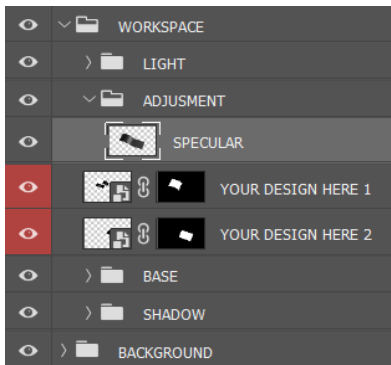 WORKSPACE
LIGHT
ADJUSMENT
SPECULAR
YOUR DESIGN HERE 1
YOUR DESIGN HERE 2
BASE
SHADOW
BACKGROUND